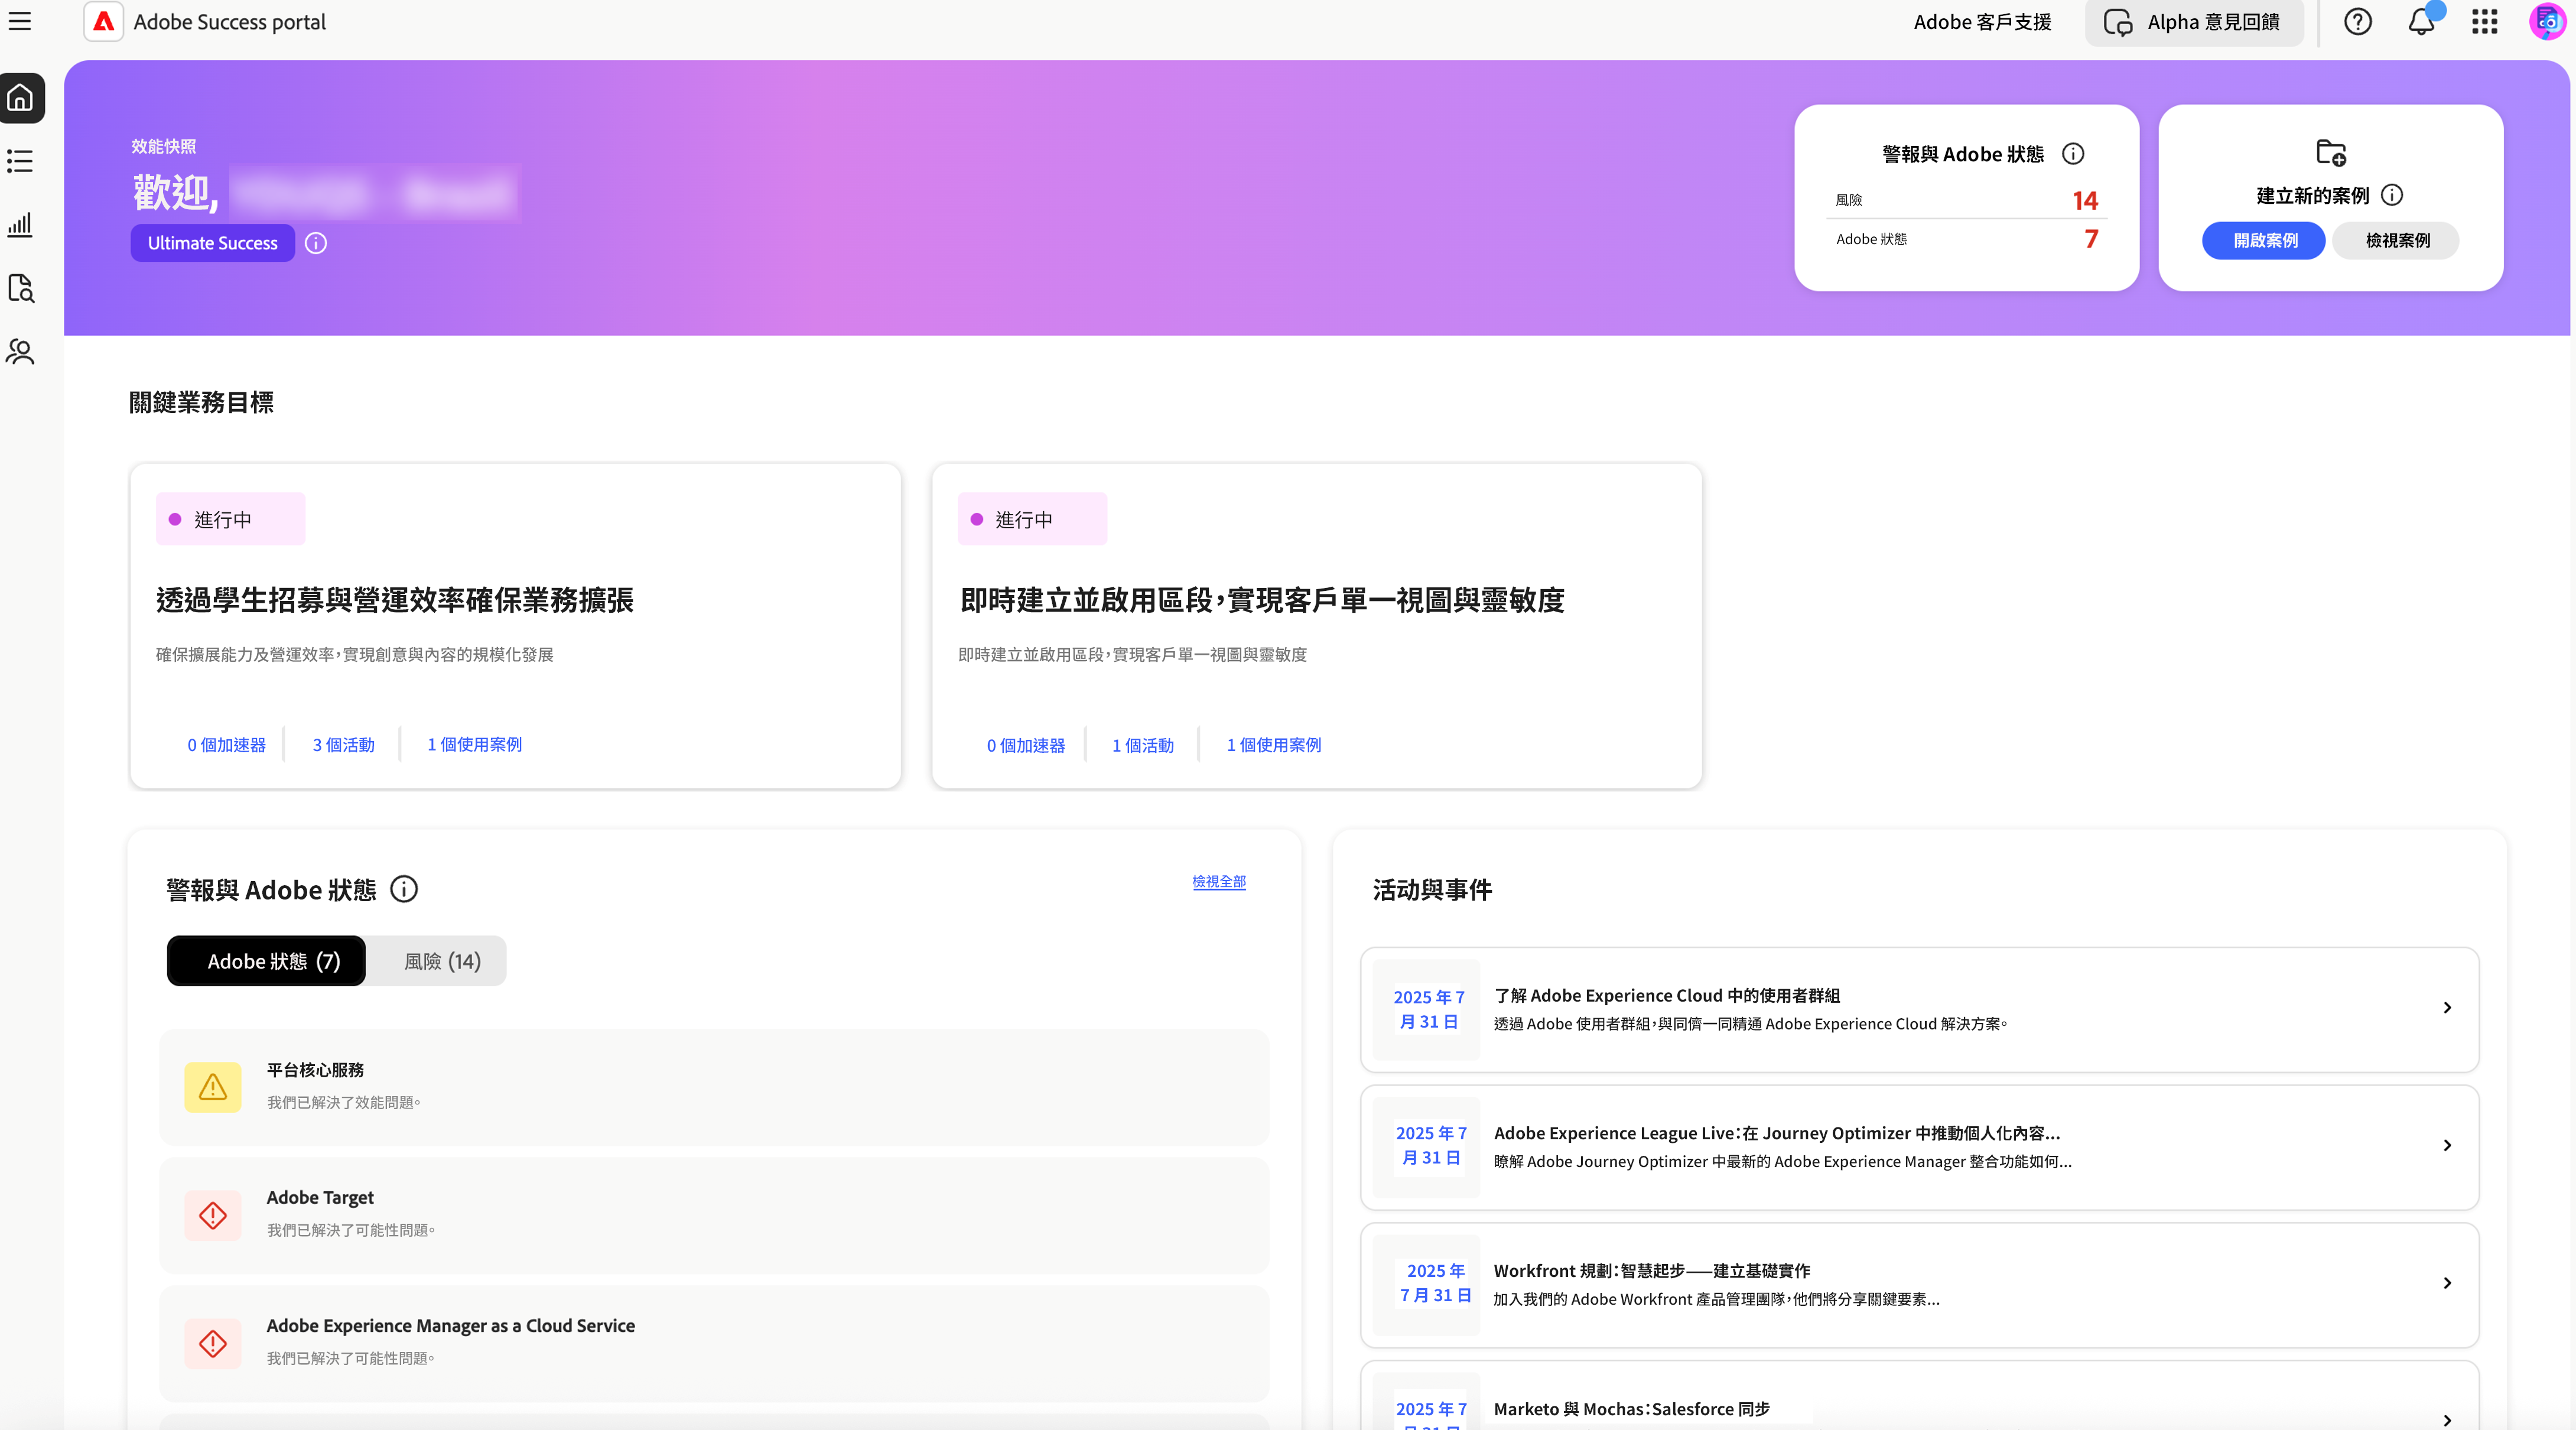 Adobe Success portal
Adobe 客戶支援
Alpha 意見回饋
效能快照
歡迎,
Ultimate Success
警報與 Adobe 狀態
風險
14
Adobe 狀態
7
建立新的案例
開啟案例
檢視案例
關鍵業務目標
進行中
透過學生招募與營運效率確保業務擴張
確保擴展能力及營運效率，實現創意與內容的規模化發展
0 個加速器
3 個活動
1 個使用案例
進行中
即時建立並啟用區段，實現客戶單一視圖與靈敏度
即時建立並啟用區段，實現客戶單一視圖與靈敏度
0 個加速器
1 個活動
1 個使用案例
警報與 Adobe 狀態
檢視全部
Adobe 狀態 (7)
風險 (14)
平台核心服務
我們已解決了效能問題。
Adobe Target
我們已解決了可能性問題。
Adobe Experience Manager as a Cloud Service
我們已解決了可能性問題。
活动與事件
2025 年 7
月 31 日
了解 Adobe Experience Cloud 中的使用者群組
透過 Adobe 使用者群組，與同儕一同精通 Adobe Experience Cloud 解決方案。
2025 年 7
月 31 日
Adobe Experience League Live：在 Journey Optimizer 中推動個人化內容...
瞭解 Adobe Journey Optimizer 中最新的 Adobe Experience Manager 整合功能如何...
2025 年
7 月 31 日
Workfront 規劃：智慧起步——建立基礎實作
加入我們的 Adobe Workfront 產品管理團隊，他們將分享關鍵要素...
2025 年 7
月 31 日
Marketo 與 Mochas：Salesforce 同步